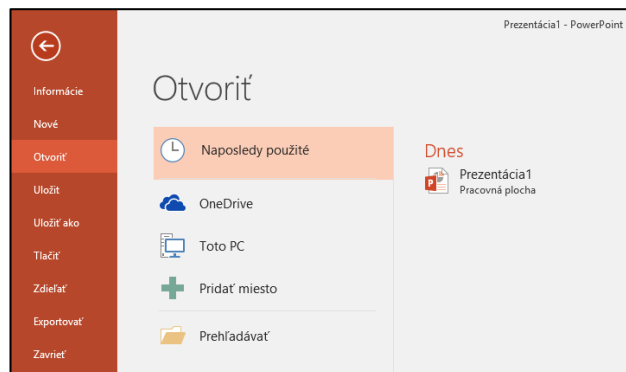 Prezentácia1 - PowerPoint
Informácie
Nové
Otvoriť
Uložiť
Uložiť ako
Tlačiť
Zdieľať
Exportovať
Zavrieť
Otvoriť
Naposledy použité
OneDrive
Toto PC
Pridať miesto
Prehľadávať
Dnes
Prezentácia1
Pracovná plocha